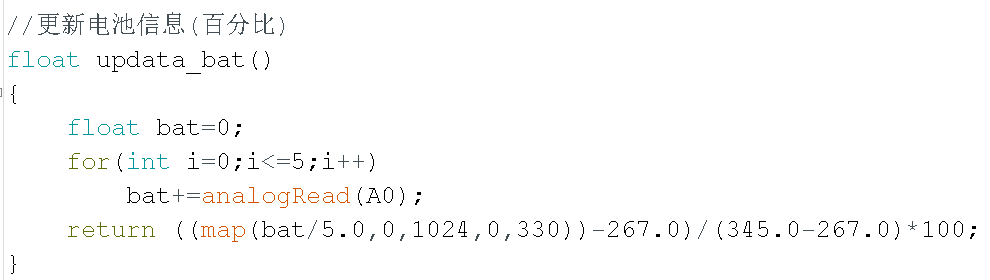 //更新电池信息(百分比)
float updata_bat()
{
    float bat=0;
    for(int i=0;i<=5;i++)
        bat+=analogRead(A0);
    return ((map(bat/5.0,0,1024,0,330))-267.0)/(345.0-267.0)*100;
}